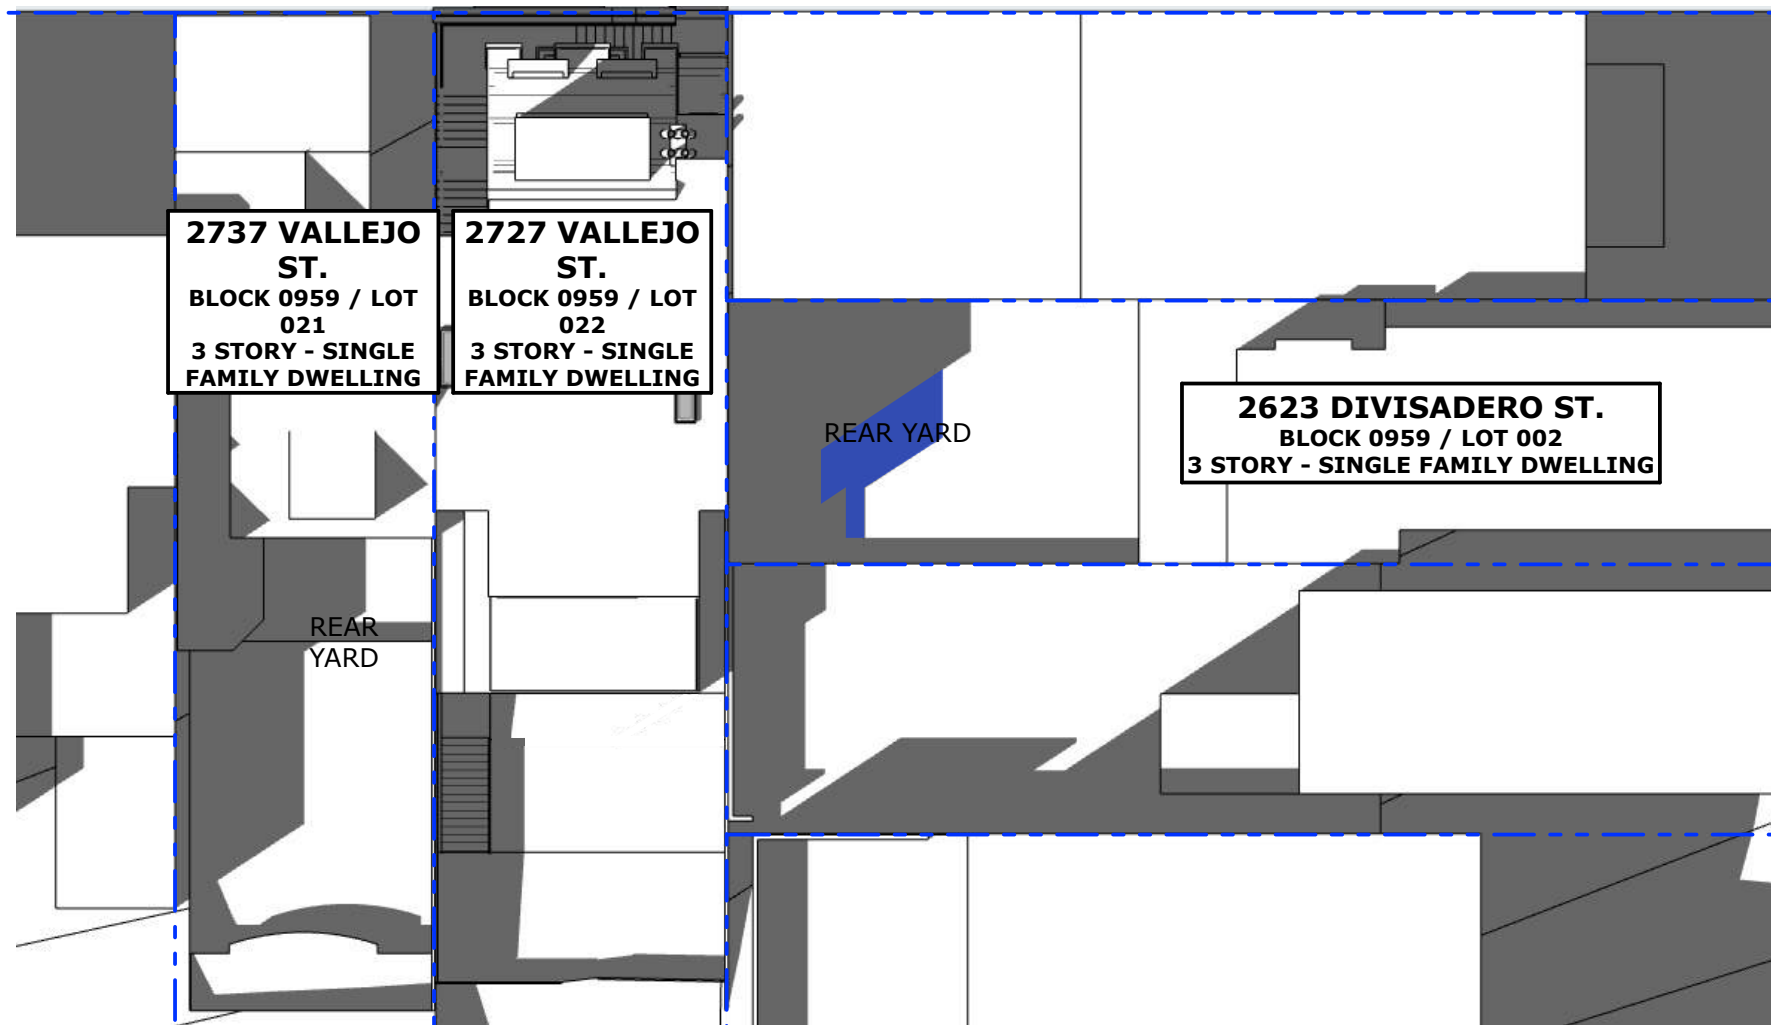 2737 VALLEJO
ST.
BLOCK 0959 / LOT
021
3 STORY - SINGLE
FAMILY DWELLING
2727 VALLEJO
ST.
BLOCK 0959 / LOT
022
3 STORY - SINGLE
FAMILY DWELLING
REAR YARD
2623 DIVISADERO ST.
BLOCK 0959 / LOT 002
3 STORY - SINGLE FAMILY DWELLING
REAR
YARD